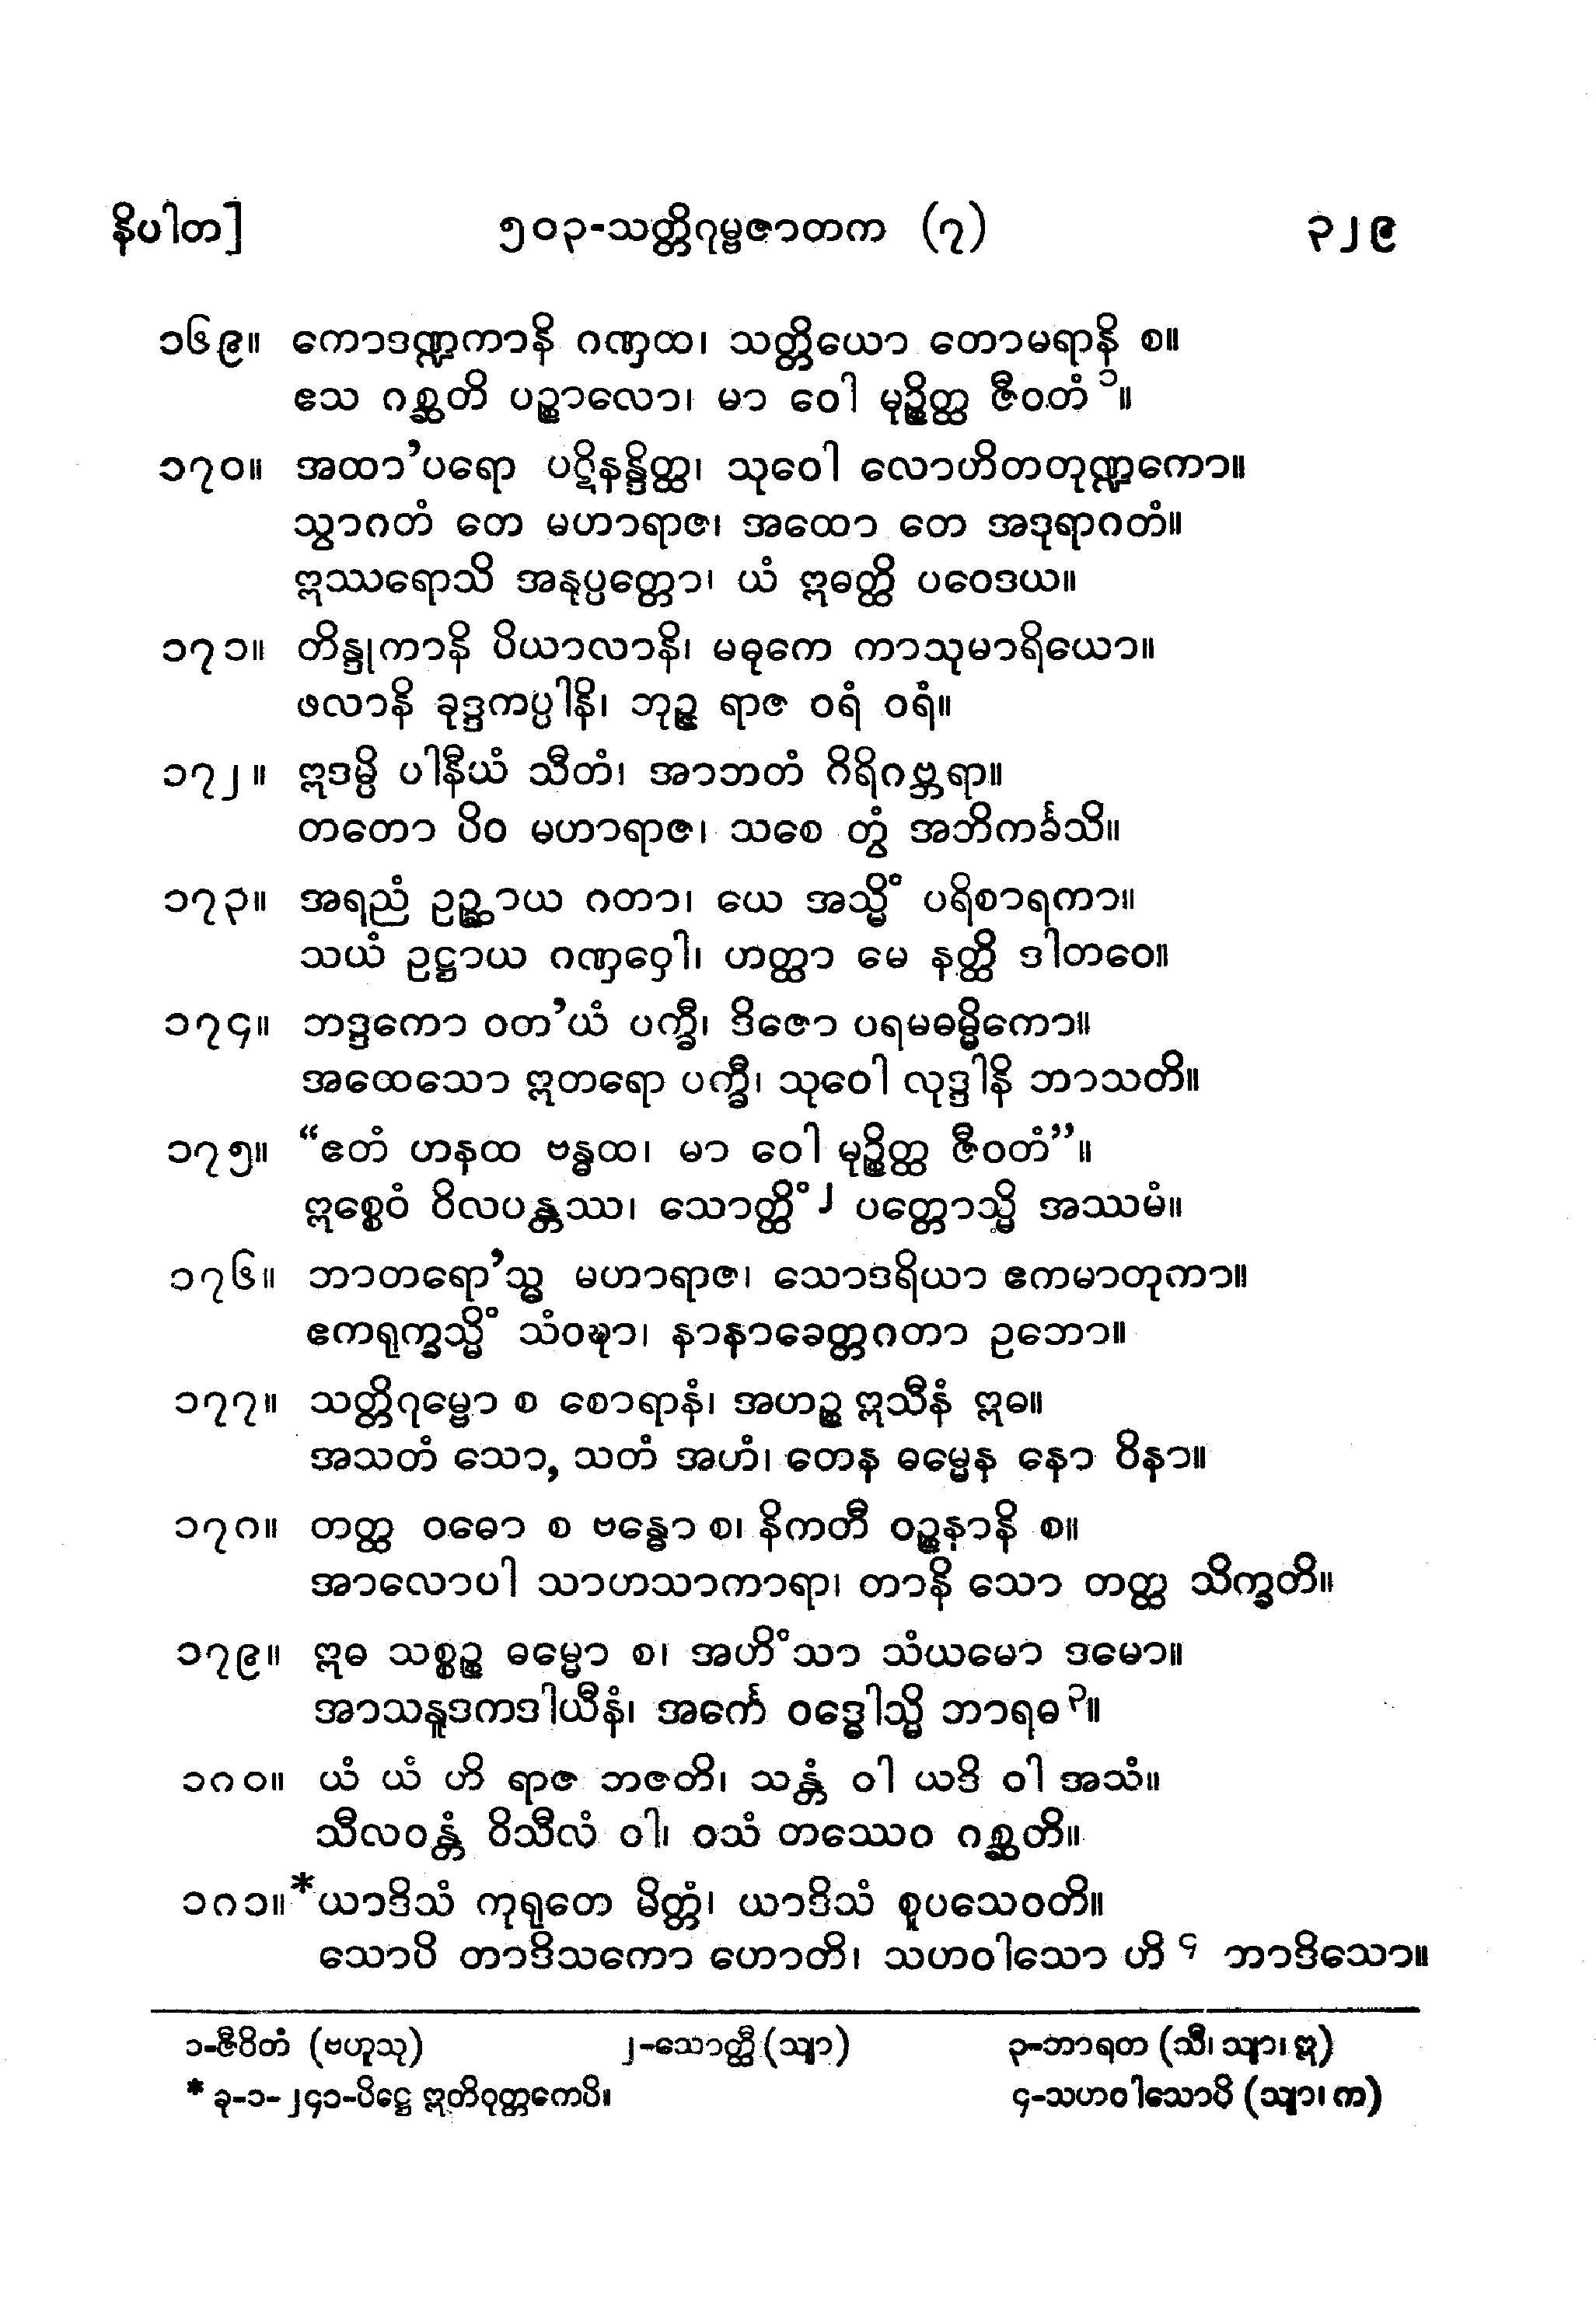 နိပါတ]
၅၀၃-သတ္တိဂုမ္ဗဇာတက (၇)
၃၂၉
၁၆၉။ ကောဒဏ္ဍကာနိ ဂဏှထ၊ သတ္တိယော တောမရာနိ စ။
ဧသ ဂစ္ဆတိ ပဉ္စာလော၊ မာ ဝေါ မုဉ္စိတ္ထ ဇီဝတံ ၁။
၁၇၀။ အထာ’ပရော ပဋိနန္ဒိတ္ထ၊ သုဝေါ လောဟိတတုဏ္ဍကော။
သွာဂတံ တေ မဟာရာဇ၊ အထော တေ အဒုရာဂတံ။
ဣဿရောသိ အနုပ္ပတ္တော၊ ယံ ဣဓတ္ထိ ပဝေဒယ။
၁၇၁။ တိန္ဒုကာနိ ပိယာလာနိ၊ မဓုကေ ကာသုမာရိယော။
ဖလာနိ ခုဒ္ဒကပ္ပါနိ၊ ဘုဉ္ဇ ရာဇ ဝရံ ဝရံ။
၁၇၂။ ဣဒမ္ပိ ပါနီယံ သီတံ၊ အာဘတံ ဂိရိဂဗ္ဘရာ။
တတော ပိဝ မဟာရာဇ၊ သစေ တွံ အဘိကင်္ခသိ။
၁၇၃။ အရညံ ဥဉ္ဆာယ ဂတာ၊ ယေ အသ္မိံ ပရိစာရကာ။
သယံ ဥဋ္ဌာယ ဂဏှဝှေါ၊ ဟတ္ထာ မေ နတ္ထိ ဒါတဝေ။
၁၇၄။ ဘဒ္ဒကော ဝတ’ယံ ပက္ခီ၊ ဒိဇော ပရမဓမ္မိကော။
အထေသော ဣတရော ပက္ခီ၊ သုဝေါ လုဒ္ဒါနိ ဘာသတိ။
၁၇၅။ “ဧတံ ဟနထ ဗန္ဓထ၊ မာ ဝေါ မုဉ္စိတ္ထ ဇီဝတံ”။
ဣစ္စေဝံ ဝိလပန္တဿ၊ သောတ္ထိံ ၂ ပတ္တောသ္မိ အဿမံ။
၁၇၆။ ဘာတရော’သ္မ မဟာရာဇ၊ သောဒရိယာ ဧကမာတုကာ။
ဧကရုက္ခသ္မိံ သံဝဍ္ဎာ၊ နာနာခေတ္တဂတာ ဥဘော။
၁၇၇။ သတ္တိဂုမ္ဗော စ စောရာနံ၊ အဟဉ္စ ဣသီနံ ဣဓ။
အသတံ သော, သတံ အဟံ၊ တေန ဓမ္မေန နော ဝိနာ။
၁၇၈။ တတ္ထ ဝဓော စ ဗန္ဓော စ၊ နိကတီ ဝဉ္စနာနိ စ။
အာလောပါ သာဟသာကာရာ၊ တာနိ သော တတ္ထ သိက္ခတိ။
၁၇၉။ ဣဓ သစ္စဉ္စ ဓမ္မော စ၊ အဟိံသာ သံယမော ဒမော။
အာသနူဒကဒါယီနံ၊ အင်္ကေ ဝဒ္ဓေါသ္မိ ဘာရဓ ၃။
၁၈၀။ ယံ ယံ ဟိ ရာဇ ဘဇတိ၊ သန္တံ ဝါ ယဒိ ဝါ အသံ။
သီလဝန္တံ ဝိသီလံ ဝါ၊ ဝသံ တဿေဝ ဂစ္ဆတိ။
၁၈၁။*ယာဒိသံ ကုရုတေ မိတ္တံ၊ ယာဒိသံ စူပသေဝတိ။
သောပိ တာဒိသကော ဟောတိ၊ သဟဝါသော ဟိ ၄ ဘာဒိသော။
၁-ဇီဝိတံ (ဗဟူသု)
၂-သောတ္ထီ (သျာ)
၃-ဘာရတ (သီ၊ သျာ၊ ဣ)
* ခု-၁-၂၄၁-ပိဋ္ဌေ ဣတိဝုတ္တကေပိ။
၄-သဟဝါသောပိ (သျာ၊ က)